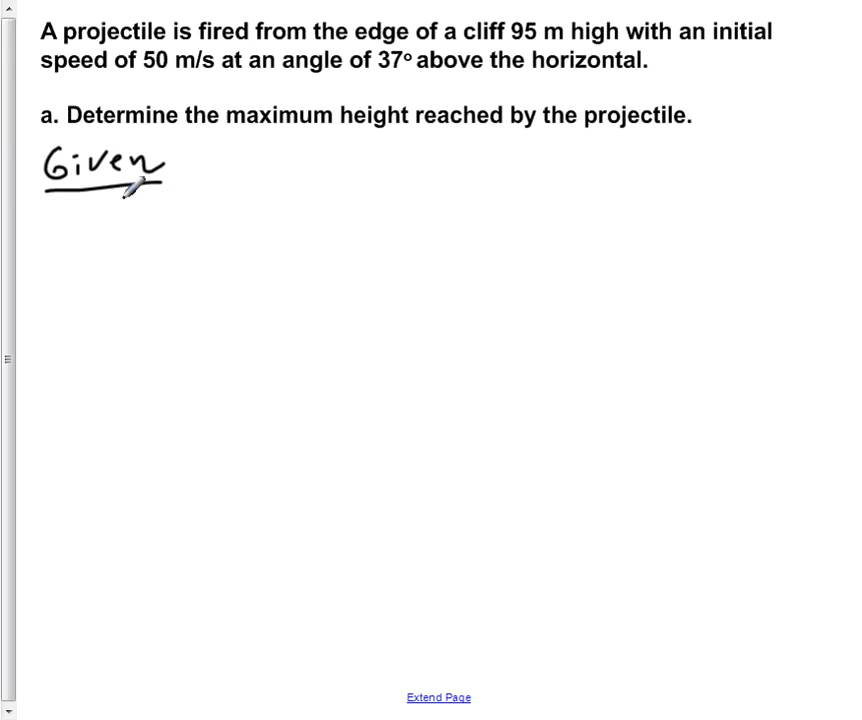 A projectile is fired from the edge of a cliff 95 m high with an initial
speed of 50 m/s at an angle of 37º above the horizontal.
a. Determine the maximum height reached by the projectile.
Given
Extend Page